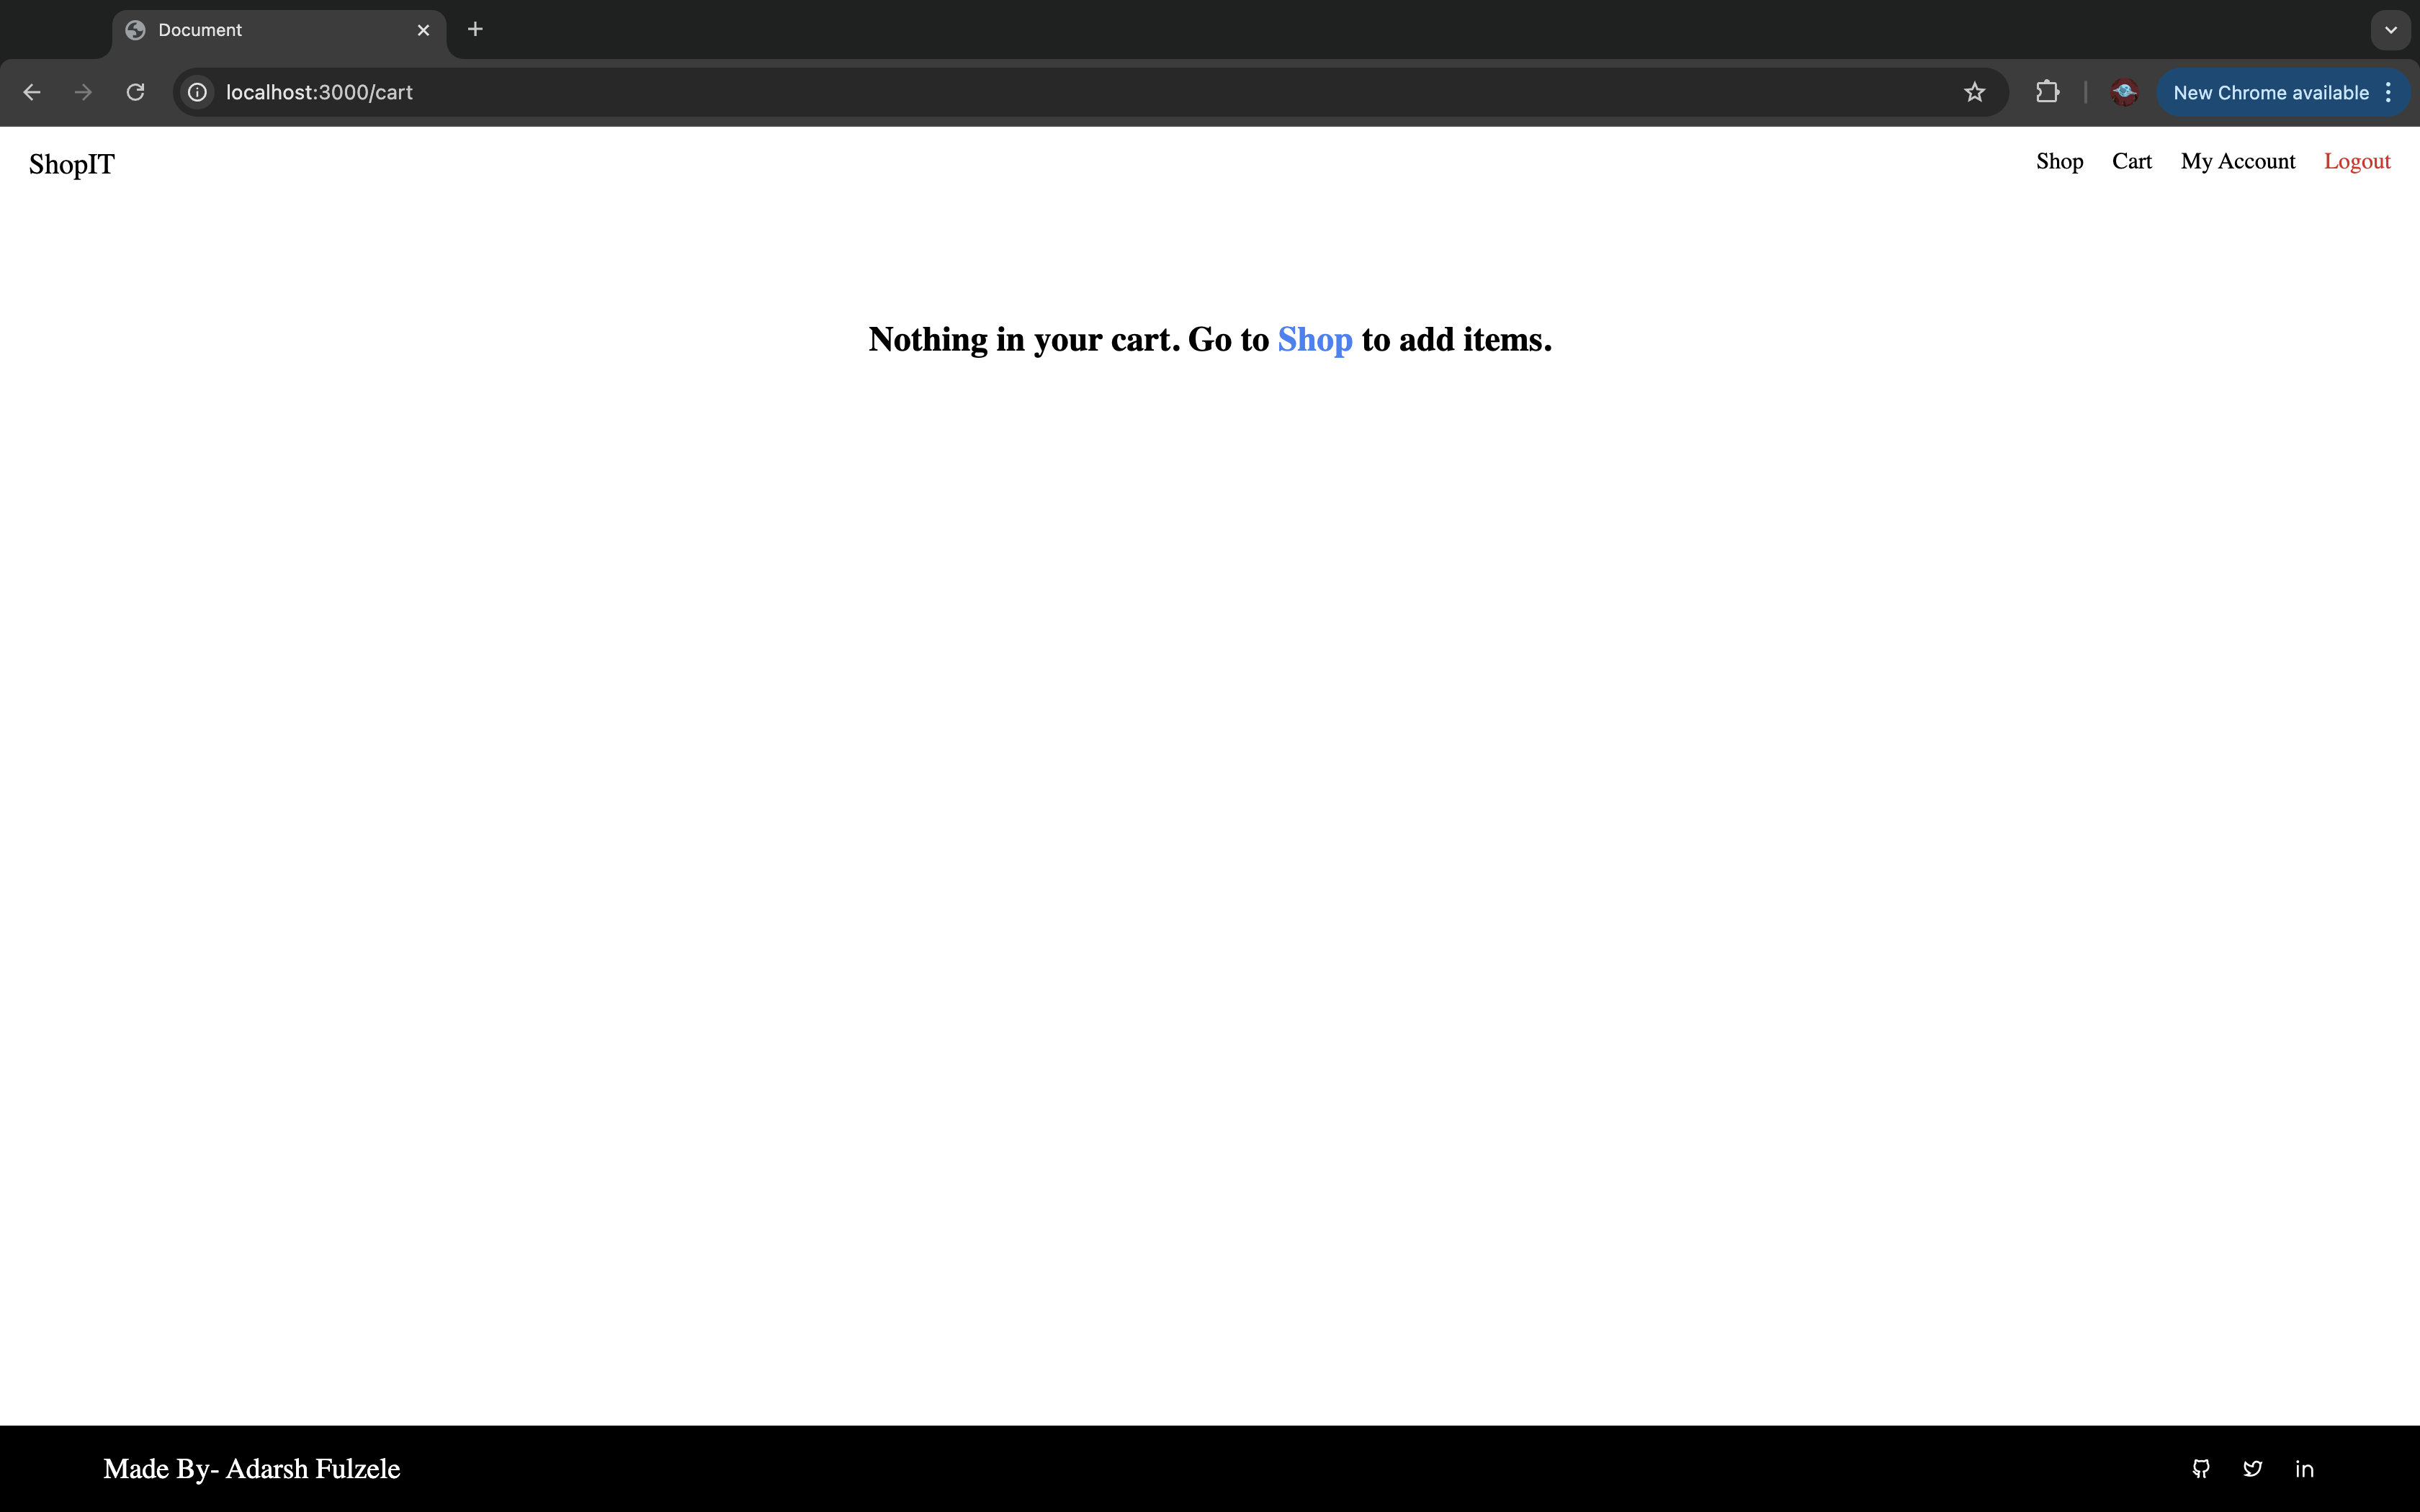 Document
localhost:3000/cart
New Chrome available
ShopIT
Shop Cart My Account Logout
Nothing in your cart. Go to Shop to add items.
Made By- Adarsh Fulzele
in